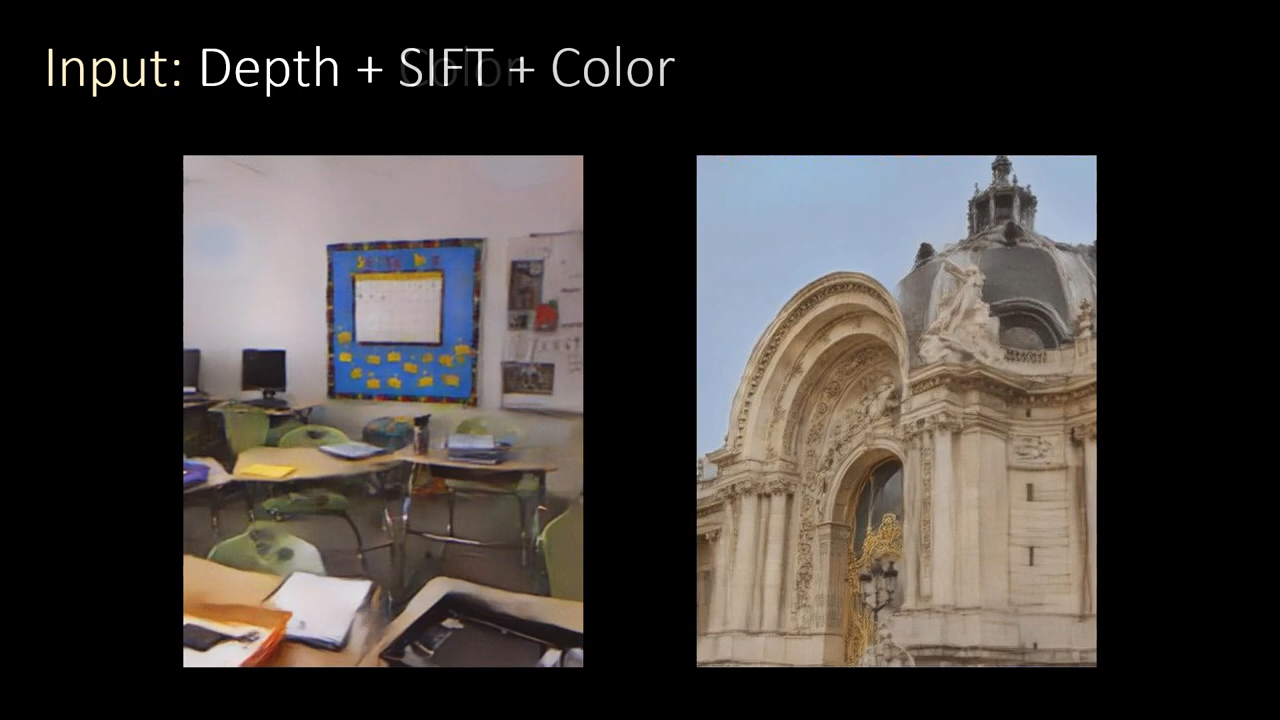 Input: Depth + SIFT + Color